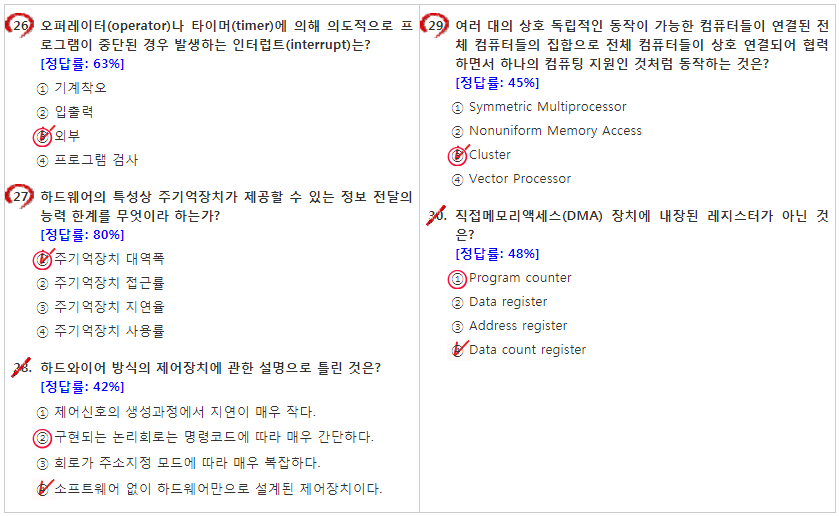 26. 오퍼레이터(operator)나 타이머(timer)에 의해 의도적으로 프
로그램이 중단된 경우 발생하는 인터럽트(interrupt)는?
[정답률: 63%]
① 기계착오
② 입출력
③ 외부
④ 프로그램 검사
27. 하드웨어의 특성상 주기억장치가 제공할 수 있는 정보 전달의
능력 한계를 무엇이라 하는가?
[정답률: 80%]
① 주기억장치 대역폭
② 주기억장치 접근률
③ 주기억장치 지연율
④ 주기억장치 사용률
28. 하드와이어 방식의 제어장치에 관한 설명으로 틀린 것은?
[정답률: 42%]
① 제어신호의 생성과정에서 지연이 매우 작다.
② 구현되는 논리회로는 명령코드에 따라 매우 간단하다.
③ 회로가 주소지정 모드에 따라 매우 복잡하다.
④ 소프트웨어 없이 하드웨어만으로 설계된 제어장치이다.
29. 여러 대의 상호 독립적인 동작이 가능한 컴퓨터들이 연결된 전
체 컴퓨터들의 집합으로 전체 컴퓨터들이 상호 연결되어 협력
하면서 하나의 컴퓨팅 지원인 것처럼 동작하는 것은?
[정답률: 45%]
① Symmetric Multiprocessor
② Nonuniform Memory Access
③ Cluster
④ Vector Processor
30. 직접메모리액세스(DMA) 장치에 내장된 레지스터가 아닌 것
은?
[정답률: 48%]
① Program counter
② Data register
③ Address register
④ Data count register